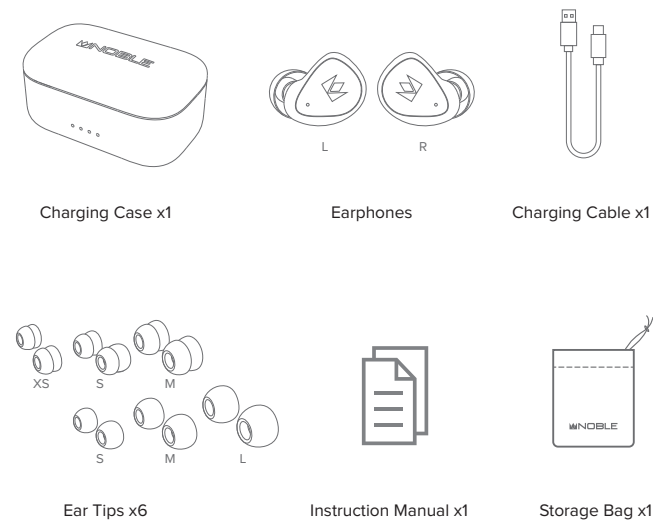 NOBLE
L R
Charging Case x1 Earphones Charging Cable x1
XS S M
S M L
NOBLE
Ear Tips x6 Instruction Manual x1 Storage Bag x1